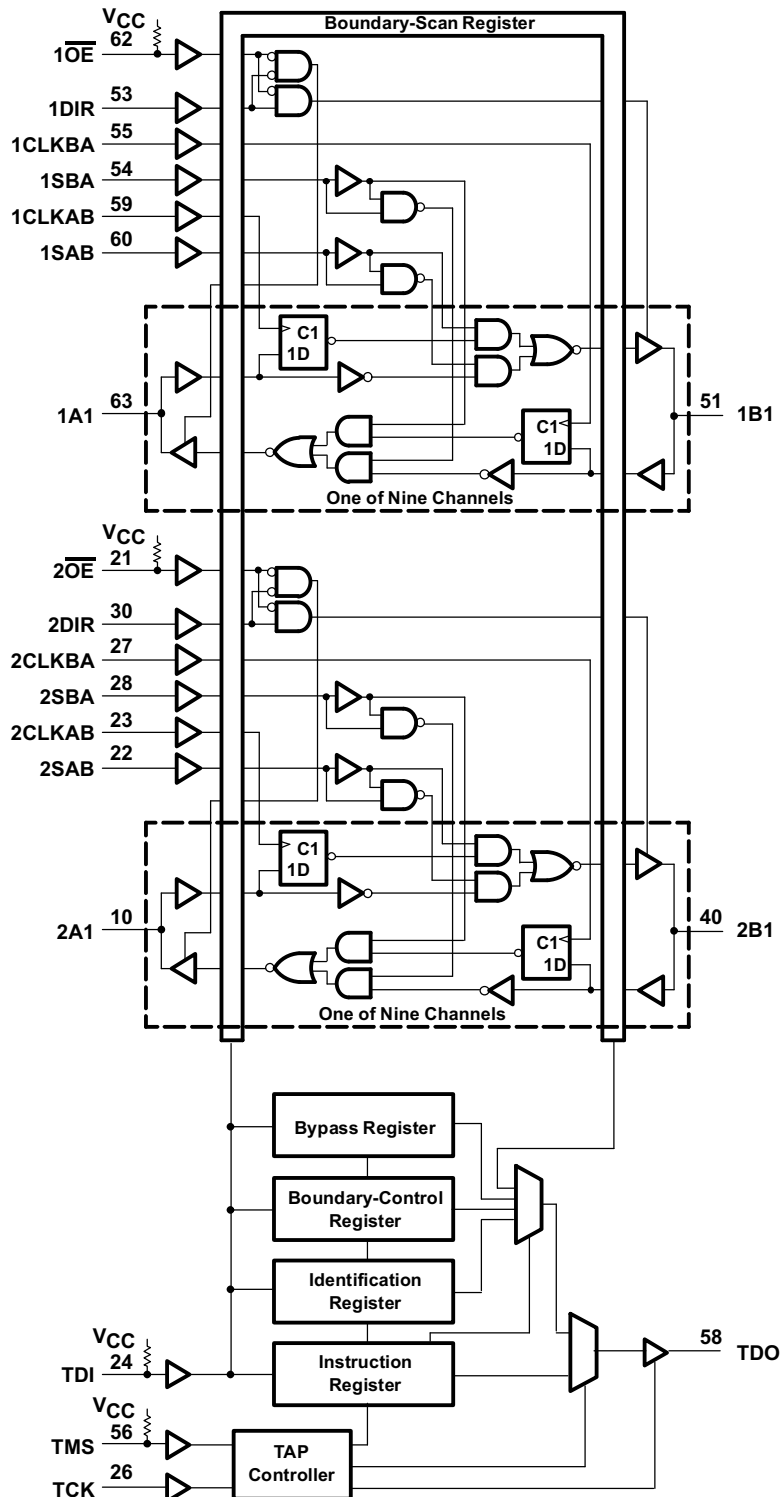 Boundary-Scan Register
VCC
1OE 62
1DIR 53
1CLKBA 55
1SBA 54
1CLKAB 59
1SAB 60
C1
1D
1A1 63
51 1B1
C1
1D
One of Nine Channels
VCC
2OE 21
2DIR 30
2CLKBA 27
2SBA 28
2CLKAB 23
2SAB 22
C1
1D
2A1 10
40 2B1
C1
1D
One of Nine Channels
Bypass Register
Boundary-Control
Register
Identification
Register
VCC
TDI 24
Instruction
Register
58 TDO
VCC
TMS 56
TAP
Controller
TCK 26